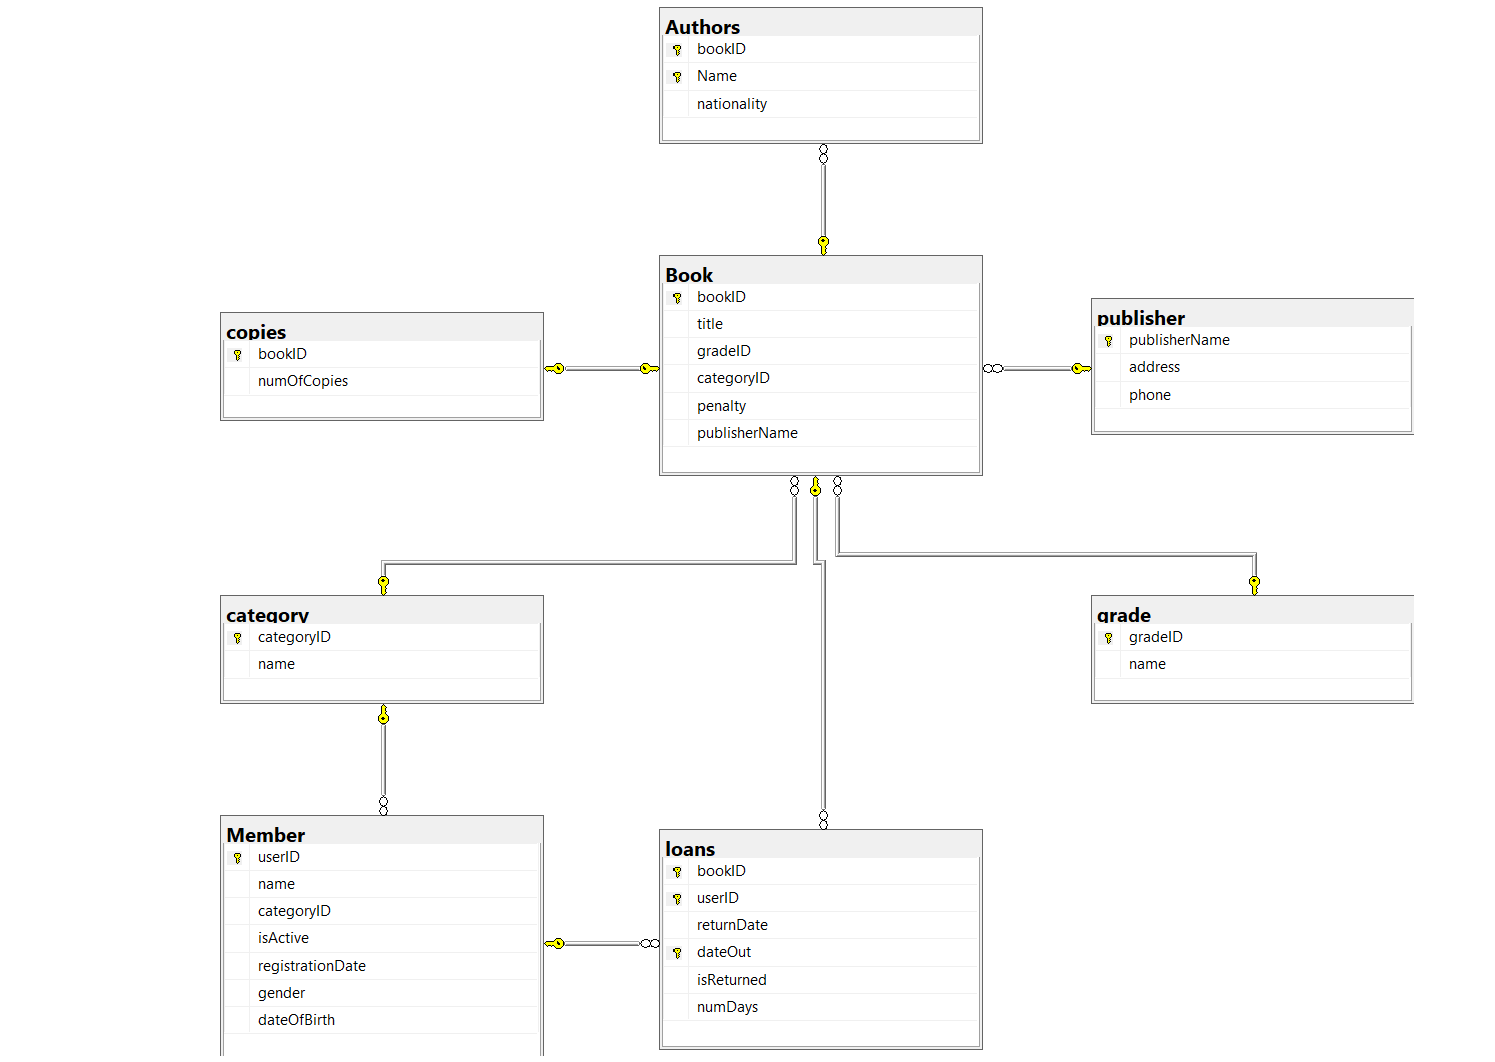 Authors
bookID
Name
nationality
Book
bookID
title
gradeID
categoryID
penalty
publisherName
copies
bookID
numOfCopies
publisher
publisherName
address
phone
category
categoryID
name
grade
gradeID
name
Member
userID
name
categoryID
isActive
registrationDate
gender
dateOfBirth
loans
bookID
userID
returnDate
dateOut
isReturned
numDays